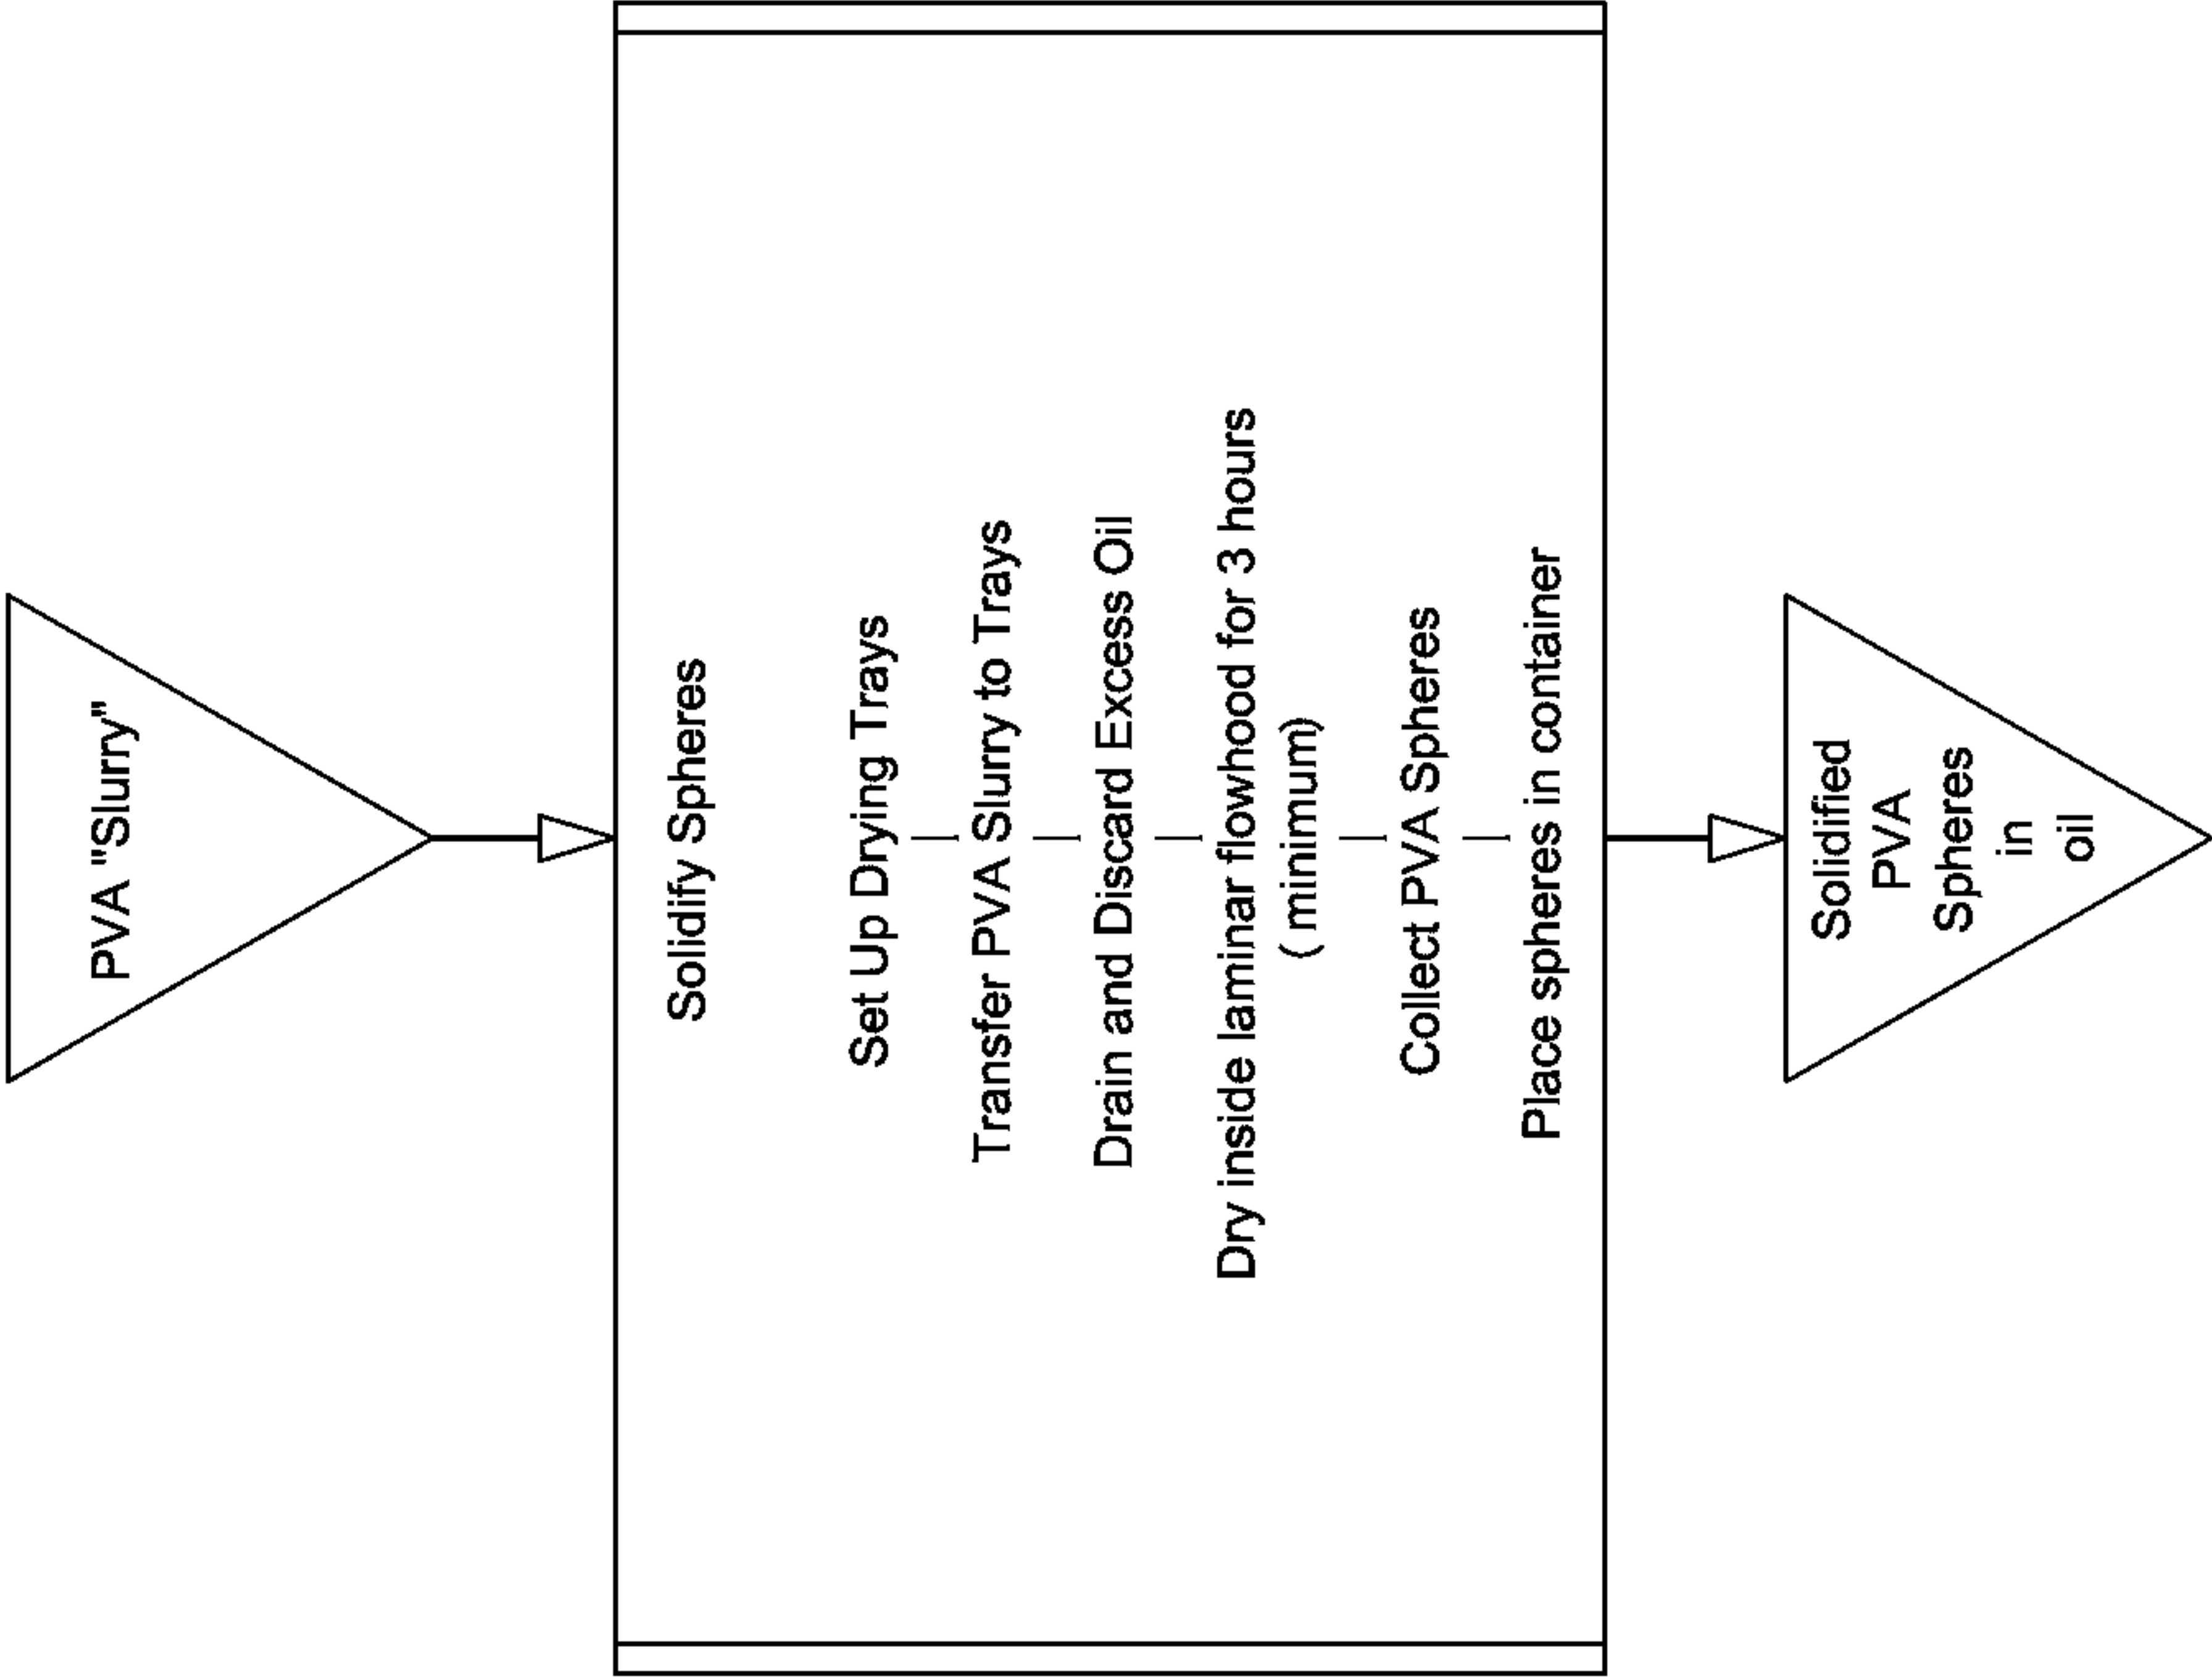 PVA "Slurry"
Solidify Spheres
Set Up Drying Trays
Transfer PVA Slurry to Trays
Drain and Discard Excess Oil
Dry inside laminar flowhood for 3 hours
(minimum)
Collect PVA Spheres
Place spheres in container
Solidified
PVA
Spheres
in
oil